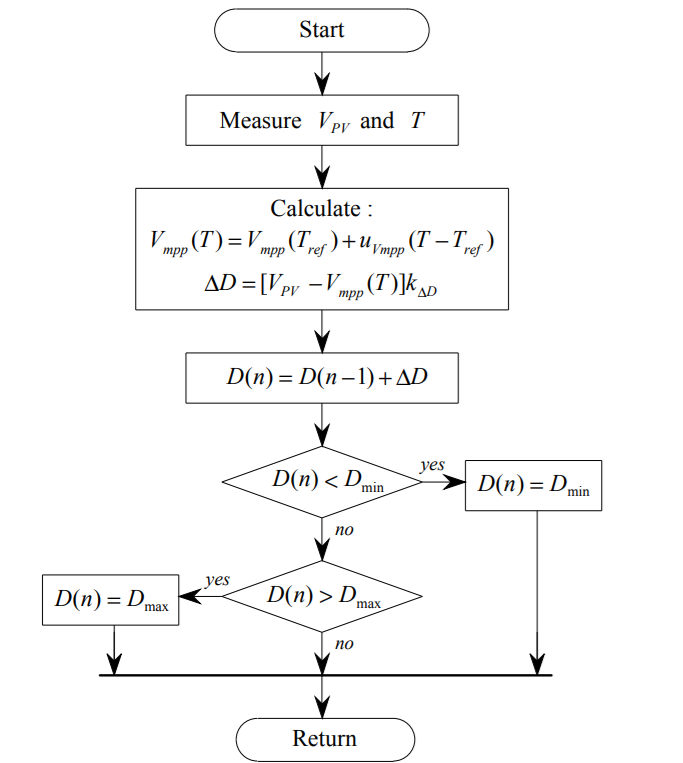 Start
Measure V_PV and T
Calculate :
V_mpp (T) = V_mpp (T_ref) + u_Vmpp (T − T_ref)
ΔD = [V_PV − V_mpp (T)]k_ΔD
D(n) = D(n−1) + ΔD
D(n) < D_min
yes
D(n) = D_min
no
D(n) = D_max
yes
D(n) > D_max
no
Return